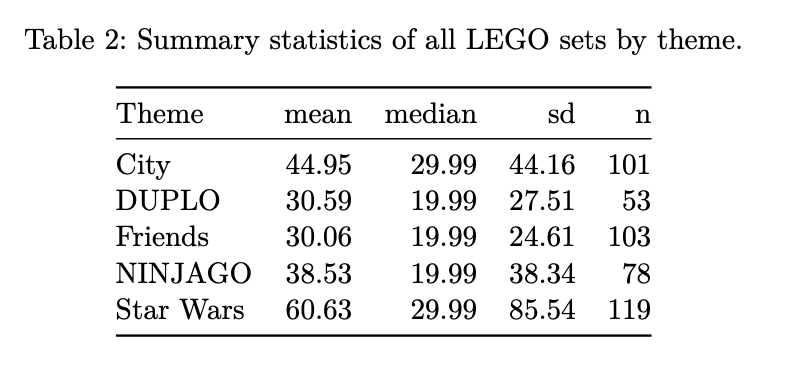 Table 2: Summary statistics of all LEGO sets by theme.
Theme mean median sd n
City 44.95 29.99 44.16 101
DUPLO 30.59 19.99 27.51 53
Friends 30.06 19.99 24.61 103
NINJAGO 38.53 19.99 38.34 78
Star Wars 60.63 29.99 85.54 119